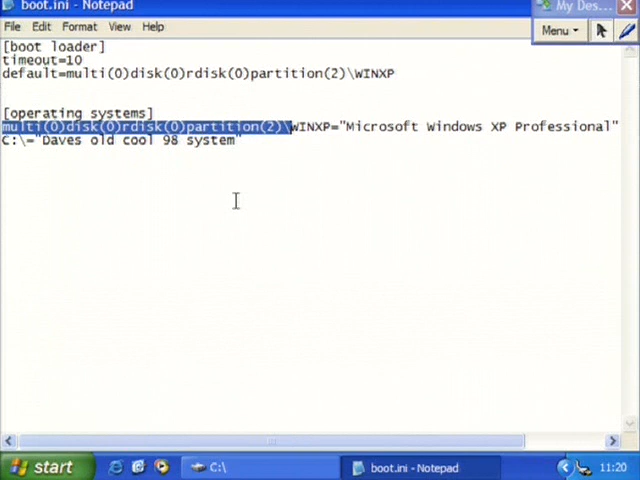 boot.ini - Notepad
My Des...
File Edit Format View Help
Menu
[boot loader]
timeout=10
default=multi(0)disk(0)rdisk(0)partition(2)\WINXP
[operating systems]
multi(0)disk(0)rdisk(0)partition(2)\WINXP="Microsoft Windows XP Professional"
C:\="Daves old cool 98 system"
start
C:\
boot.ini - Notepad
11:20